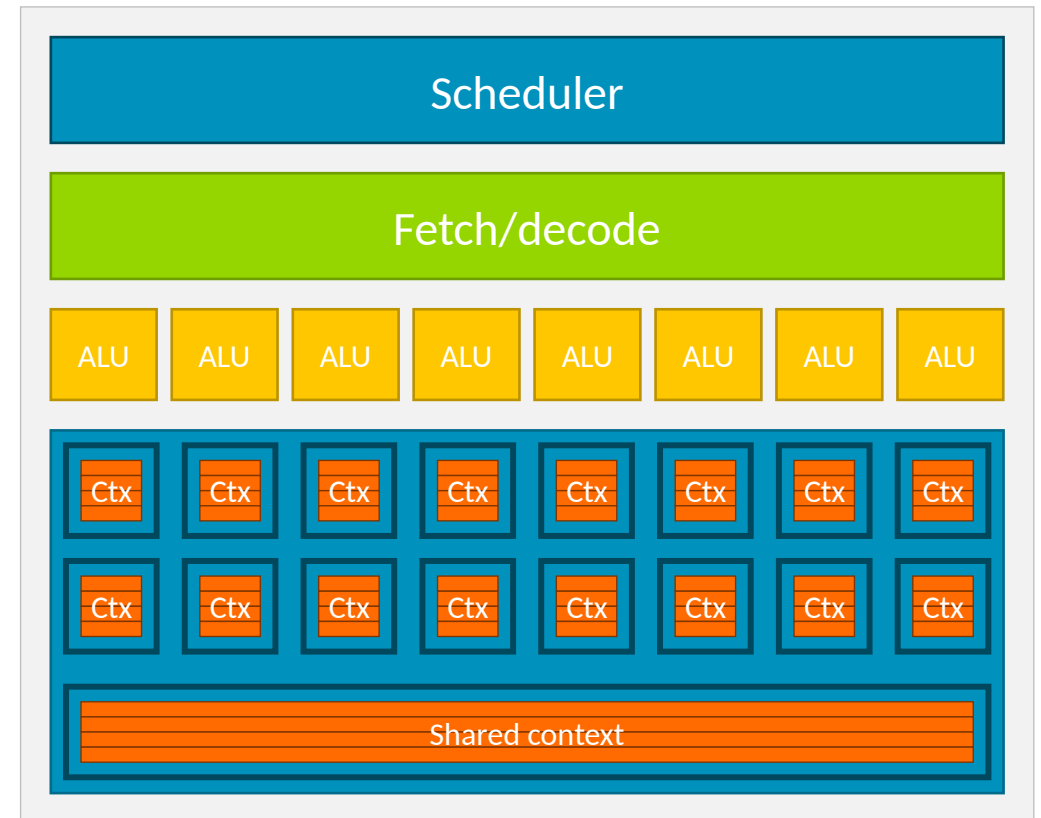 Scheduler
Fetch/decode
ALU ALU ALU ALU ALU ALU ALU ALU
Ctx Ctx Ctx Ctx Ctx Ctx Ctx Ctx
Ctx Ctx Ctx Ctx Ctx Ctx Ctx Ctx
Shared context